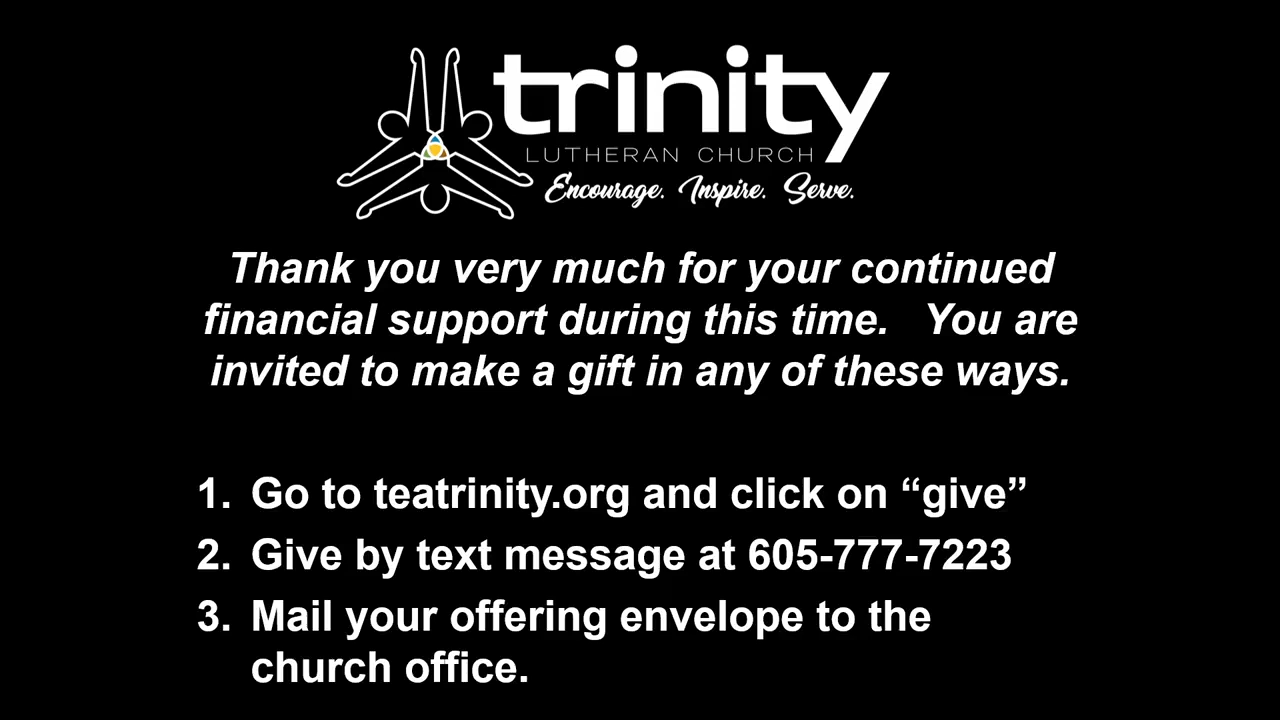 trinity
LUTHERAN CHURCH
Encourage. Inspire. Serve.
Thank you very much for your continued
financial support during this time.   You are
invited to make a gift in any of these ways.
1. Go to teatrinity.org and click on “give”
2. Give by text message at 605-777-7223
3. Mail your offering envelope to the
church office.